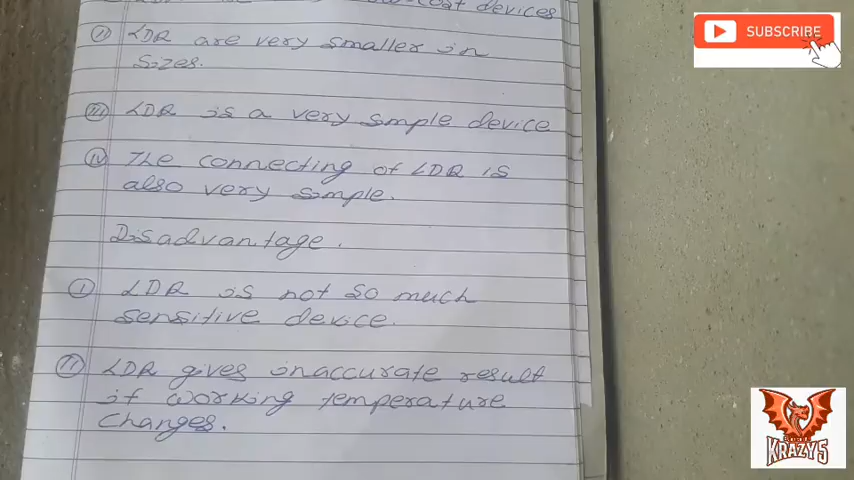 low-cost devices
(ii) LDR are very smaller in
sizes.
(iii) LDR is a very simple device
(iv) The connecting of LDR is
also very simple.
Disadvantage.
(i) LDR is not so much
sensitive device.
(ii) LDR gives inaccurate result
if working temperature
changes.
SUBSCRIBE
KRAZY5